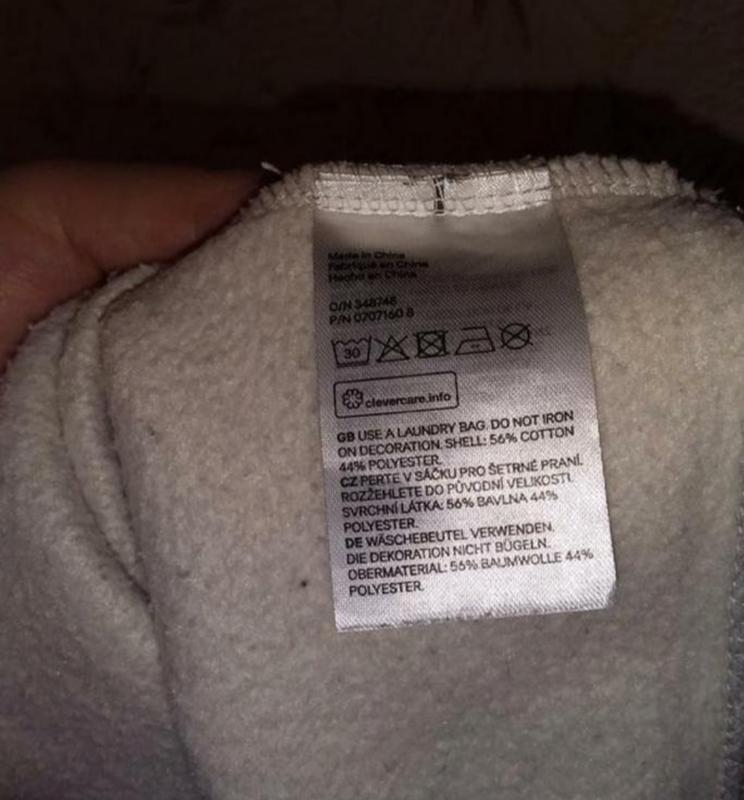 Made in China
Fabriqué en Chine
Hecho en China
O/N 348748
P/N 0707160 8
30
clevercare.info
GB USE A LAUNDRY BAG. DO NOT IRON
ON DECORATION. SHELL: 56% COTTON
44% POLYESTER.
CZ PERTE V SÁČKU PRO ŠETRNÉ PRANÍ.
ROZŽEHLETE DO PŮVODNÍ VELIKOSTI.
SVRCHNÍ LÁTKA: 56% BAVLNA 44%
POLYESTER.
DE WÄSCHEBEUTEL VERWENDEN.
DIE DEKORATION NICHT BÜGELN.
OBERMATERIAL: 56% BAUMWOLLE 44%
POLYESTER.